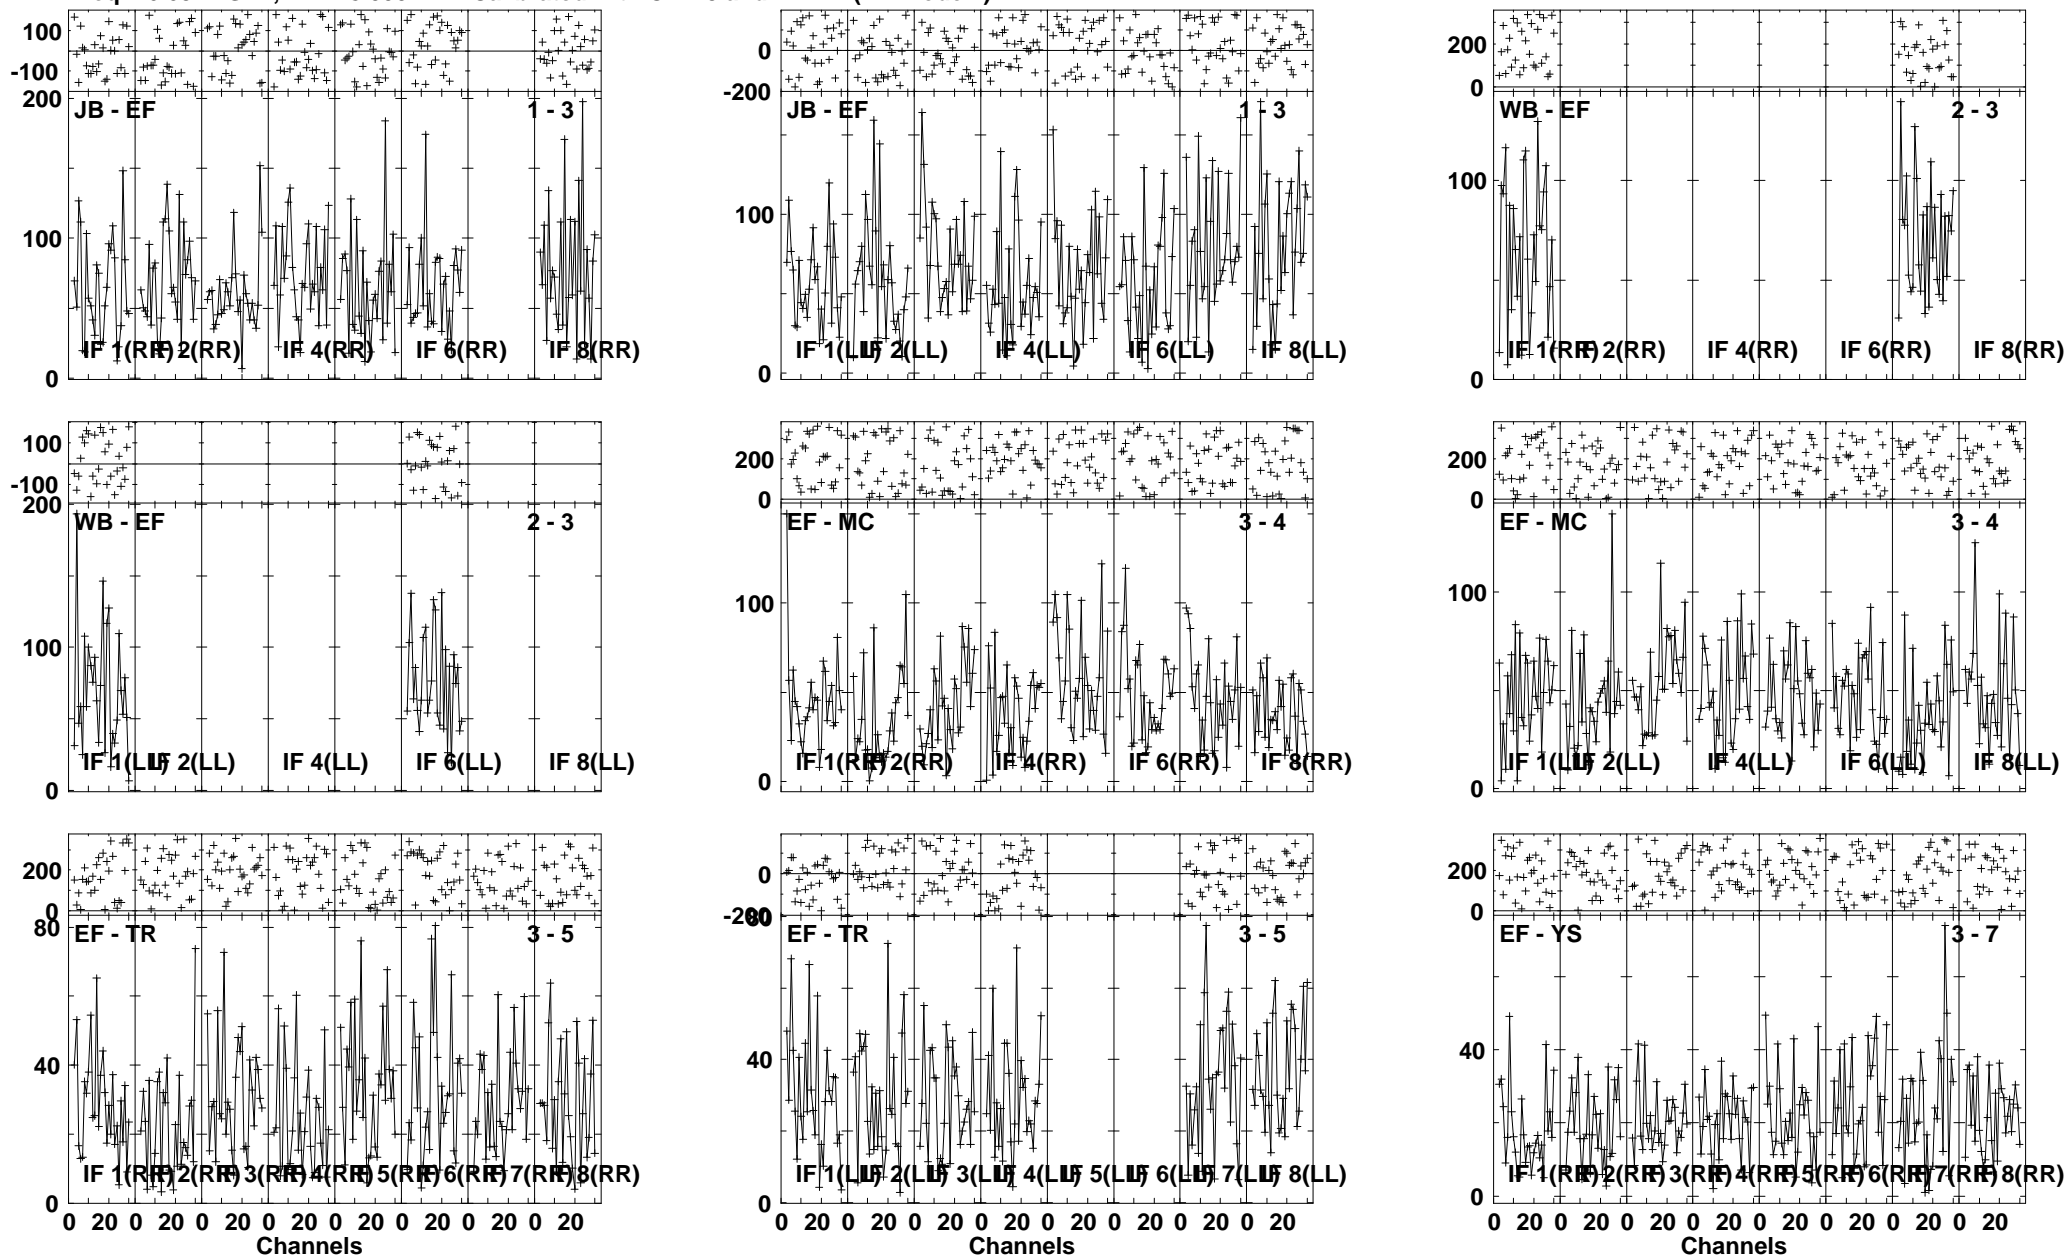 100
-100
JB - EF 1 - 3
200
100
0
IF 1(RR) IF 2(RR) IF 4(RR) IF 6(RR) IF 8(RR)
0
-200
JB - EF 1 - 3
100
0
IF 1(LL) IF 2(LL) IF 4(LL) IF 6(LL) IF 8(LL)
200
0
WB - EF 2 - 3
100
0
IF 1(RR) IF 2(RR) IF 4(RR) IF 6(RR) IF 8(RR)
100
-100
WB - EF 2 - 3
200
100
0
IF 1(LL) IF 2(LL) IF 4(LL) IF 6(LL) IF 8(LL)
200
0
EF - MC 3 - 4
100
0
IF 1(RR) IF 2(RR) IF 4(RR) IF 6(RR) IF 8(RR)
200
0
EF - MC 3 - 4
100
0
IF 1(LL) IF 2(LL) IF 4(LL) IF 6(LL) IF 8(LL)
200
0
EF - TR 3 - 5
80
40
0
IF 1(RR) IF 2(RR) IF 3(RR) IF 4(RR) IF 5(RR) IF 6(RR) IF 7(RR) IF 8(RR)
0 20 0 20 0 20 0 20 0 20 0 20 0 20 0 20
Channels
0
-200
EF - TR 3 - 5
80
40
0
IF 1(LL) IF 2(LL) IF 3(LL) IF 4(LL) IF 5(LL) IF 6(LL) IF 7(LL) IF 8(LL)
0 20 0 20 0 20 0 20 0 20 0 20 0 20 0 20
Channels
200
0
EF - YS 3 - 7
40
0
IF 1(RR) IF 2(RR) IF 3(RR) IF 4(RR) IF 5(RR) IF 6(RR) IF 7(RR) IF 8(RR)
0 20 0 20 0 20 0 20 0 20 0 20 0 20 0 20
Channels